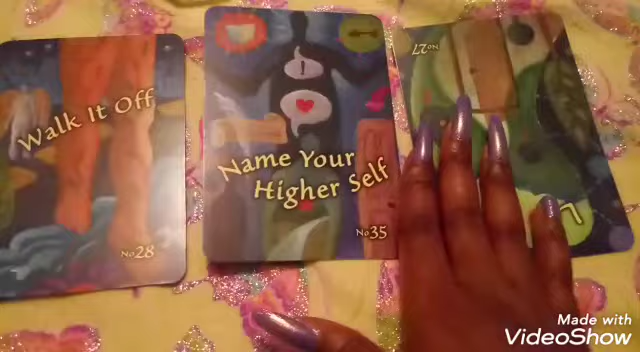 Walk It Off
No28
Name Your
Higher Self
No35
No27
Made with
VideoShow